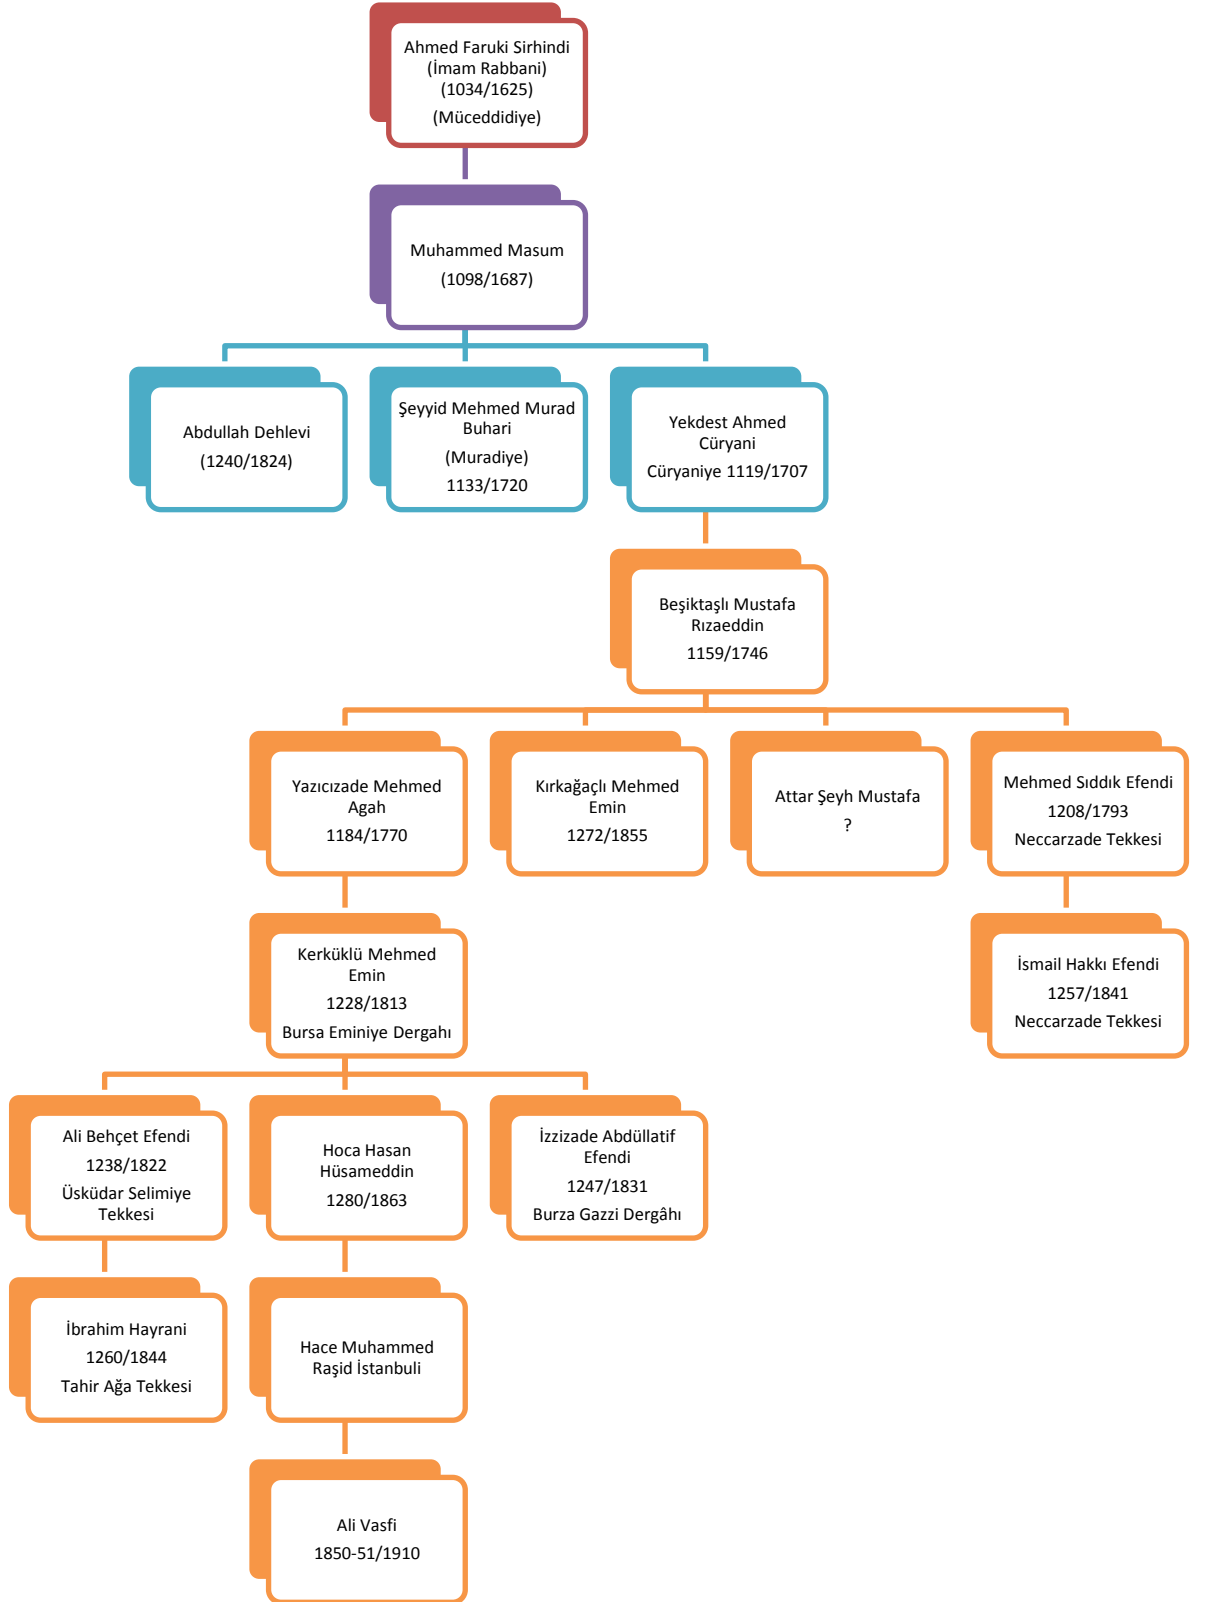 Ahmed Faruki Sirhindi
(İmam Rabbani)
(1034/1625)
(Müceddidiye)
Muhammed Masum
(1098/1687)
Abdullah Dehlevi
(1240/1824)
Şeyyid Mehmed Murad
Buhari
(Muradiye)
1133/1720
Yekdest Ahmed
Cüryani
Cüryaniye 1119/1707
Beşiktaşlı Mustafa
Rızaeddin
1159/1746
Yazıcızade Mehmed
Agah
1184/1770
Kırkağaçlı Mehmed
Emin
1272/1855
Attar Şeyh Mustafa
?
Mehmed Sıddık Efendi
1208/1793
Neccarzade Tekkesi
Kerküklü Mehmed
Emin
1228/1813
Bursa Eminiye Dergahı
İsmail Hakkı Efendi
1257/1841
Neccarzade Tekkesi
Ali Behçet Efendi
1238/1822
Üsküdar Selimiye
Tekkesi
Hoca Hasan
Hüsameddin
1280/1863
İzzizade Abdüllatif
Efendi
1247/1831
Burza Gazzi Dergâhı
İbrahim Hayrani
1260/1844
Tahir Ağa Tekkesi
Hace Muhammed
Raşid İstanbuli
Ali Vasfi
1850-51/1910